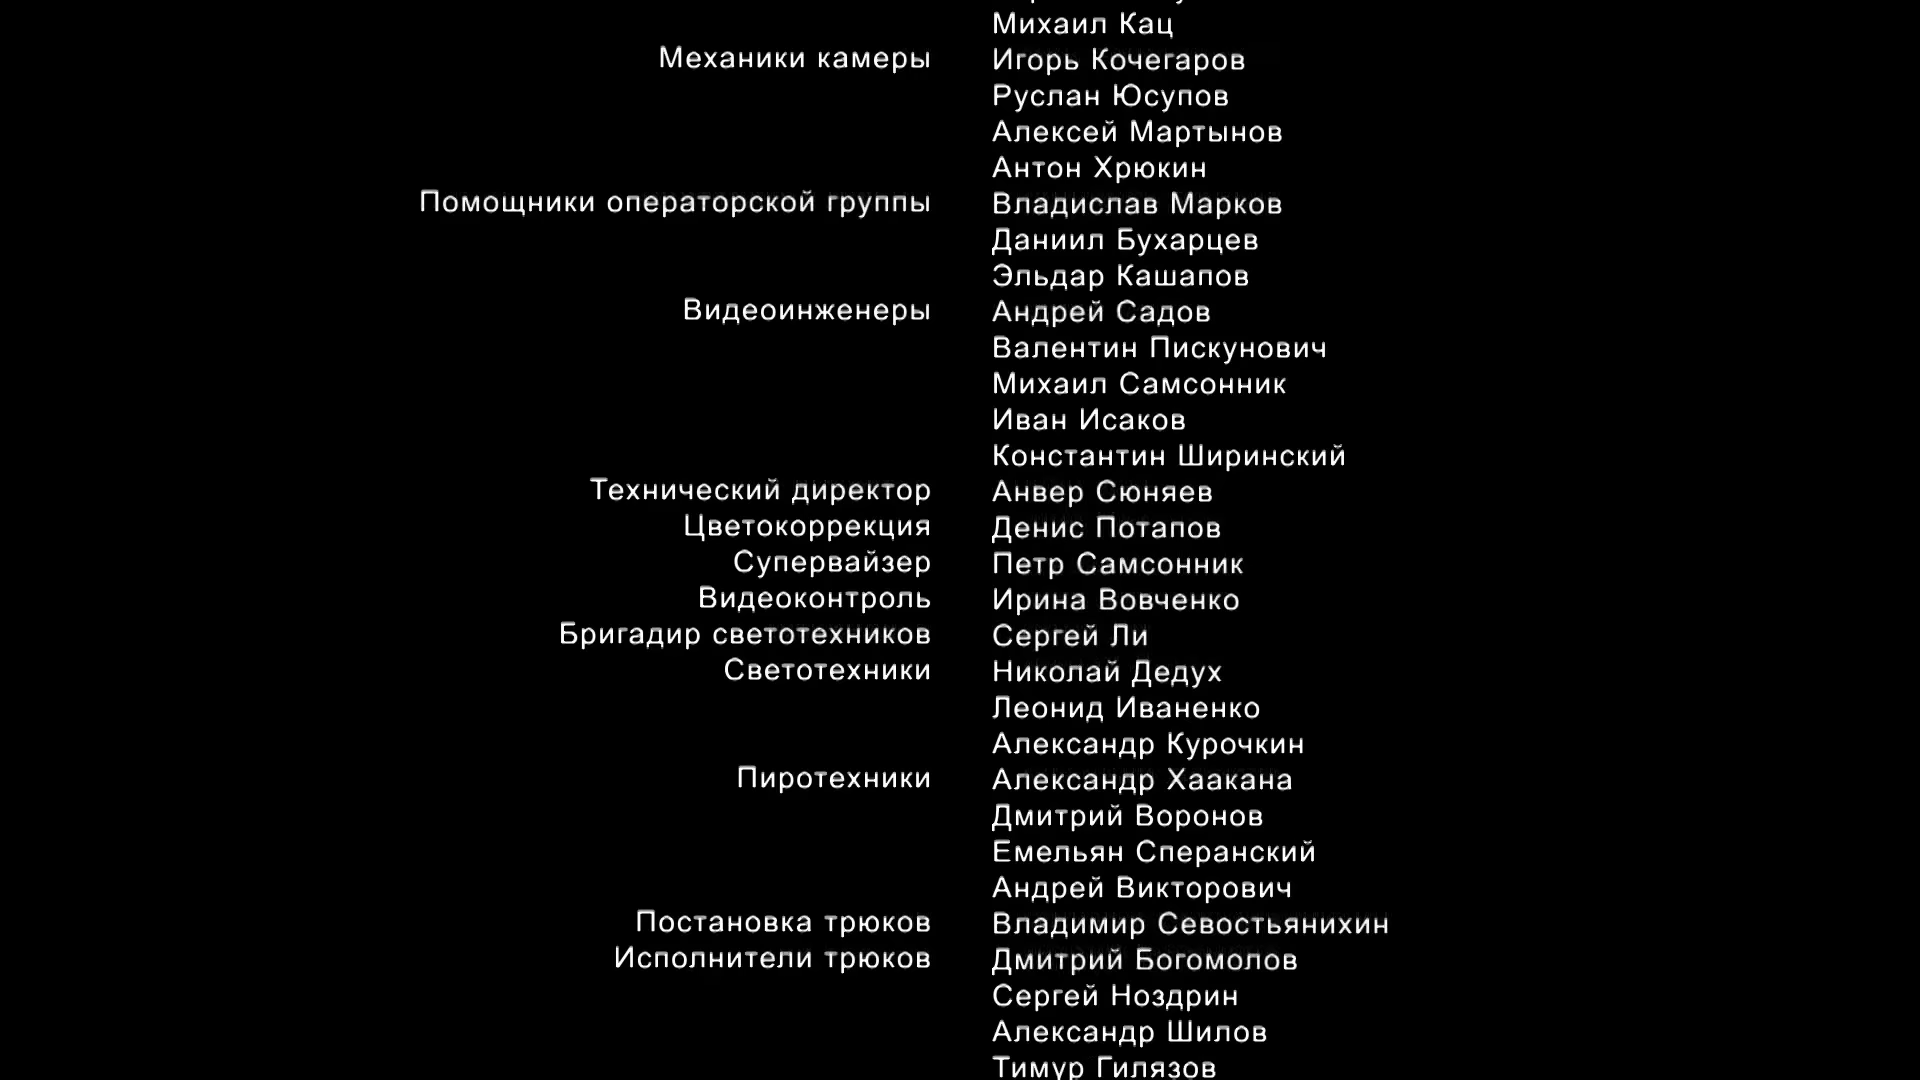 Михаил Кац
Механики камеры Игорь Кочегаров
Руслан Юсупов
Алексей Мартынов
Антон Хрюкин
Помощники операторской группы Владислав Марков
Даниил Бухарцев
Эльдар Кашапов
Видеоинженеры Андрей Садов
Валентин Пискунович
Михаил Самсонник
Иван Исаков
Константин Ширинский
Технический директор Анвер Сюняев
Цветокоррекция Денис Потапов
Супервайзер Петр Самсонник
Видеоконтроль Ирина Вовченко
Бригадир светотехников Сергей Ли
Светотехники Николай Дедух
Леонид Иваненко
Александр Курочкин
Пиротехники Александр Хаакана
Дмитрий Воронов
Емельян Сперанский
Андрей Викторович
Постановка трюков Владимир Севостьянихин
Исполнители трюков Дмитрий Богомолов
Сергей Ноздрин
Александр Шилов
Тимур Гилязов